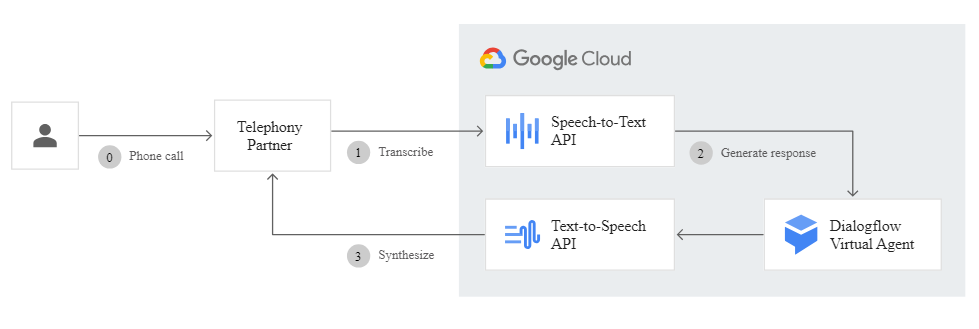 Google Cloud
Telephony
Partner
Speech-to-Text
API
0 Phone call
1 Transcribe
2 Generate response
Text-to-Speech
API
Dialogflow
Virtual Agent
3 Synthesize